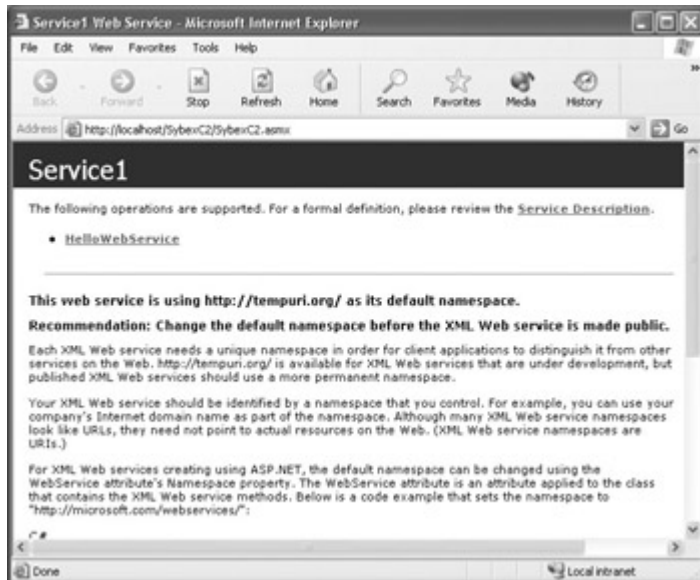 Service1 Web Service - Microsoft Internet Explorer
File Edit View Favorites Tools Help
Back Forward Stop Refresh Home Search Favorites Media History
Address http://localhost/SybexC2/SybexC2.asmx Go
Service1
The following operations are supported. For a formal definition, please review the Service Description.
• HelloWebService
This web service is using http://tempuri.org/ as its default namespace.
Recommendation: Change the default namespace before the XML Web service is made public.
Each XML Web service needs a unique namespace in order for client applications to distinguish it from other
services on the Web. http://tempuri.org/ is available for XML Web services that are under development, but
published XML Web services should use a more permanent namespace.
Your XML Web service should be identified by a namespace that you control. For example, you can use your
company's Internet domain name as part of the namespace. Although many XML Web service namespaces
look like URLs, they need not point to actual resources on the Web. (XML Web service namespaces are
URIs.)
For XML Web services creating using ASP.NET, the default namespace can be changed using the
WebService attribute's Namespace property. The WebService attribute is an attribute applied to the class
that contains the XML Web service methods. Below is a code example that sets the namespace to
"http://microsoft.com/webservices/":
C#
Done Local intranet